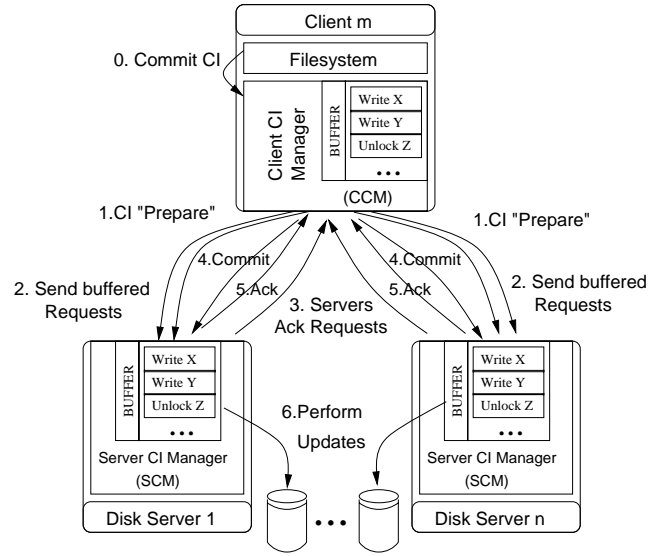 Client m
0. Commit CI
Filesystem
Client CI
Manager
BUFFER
Write X
Write Y
Unlock Z
...
(CCM)
1.CI "Prepare"
1.CI "Prepare"
4.Commit
4.Commit
2. Send buffered
Requests
5.Ack
5.Ack
2. Send buffered
Requests
3. Servers
Ack Requests
BUFFER
Write X
Write Y
Unlock Z
...
Server CI Manager
(SCM)
Disk Server 1
6.Perform
Updates
...
BUFFER
Write X
Write Y
Unlock Z
...
Server CI Manager
(SCM)
Disk Server n